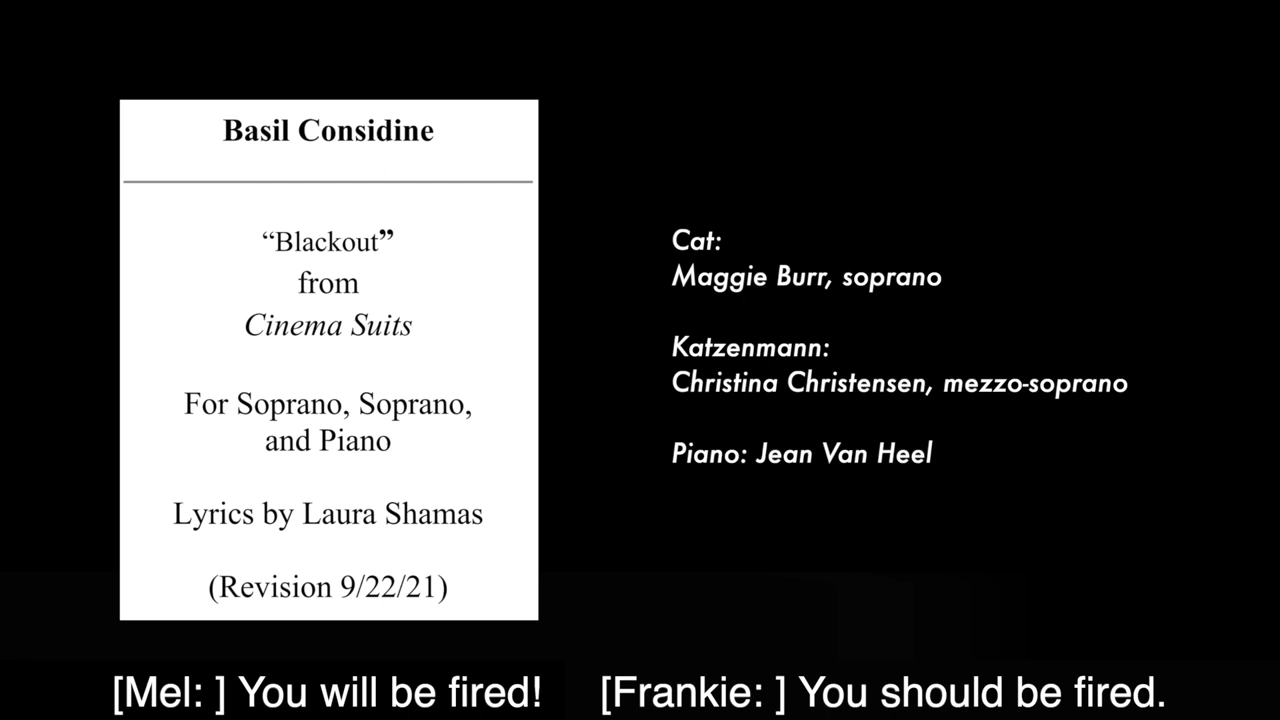 Basil Considine
“Blackout”
from
Cinema Suits
For Soprano, Soprano,
and Piano
Lyrics by Laura Shamas
(Revision 9/22/21)
Cat:
Maggie Burr, soprano
Katzenmann:
Christina Christensen, mezzo-soprano
Piano: Jean Van Heel
[Mel: ] You will be fired! [Frankie: ] You should be fired.